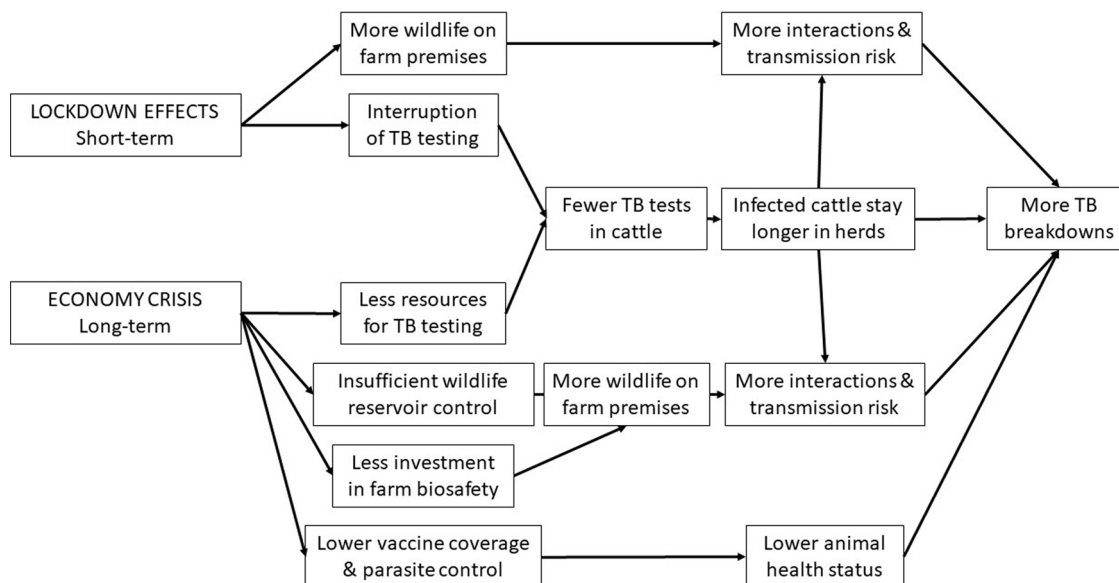 More wildlife on
farm premises
More interactions &
transmission risk
LOCKDOWN EFFECTS
Short-term
Interruption
of TB testing
Fewer TB tests
in cattle
Infected cattle stay
longer in herds
More TB
breakdowns
ECONOMY CRISIS
Long-term
Less resources
for TB testing
Insufficient wildlife
reservoir control
More wildlife on
farm premises
More interactions &
transmission risk
Less investment
in farm biosafety
Lower vaccine coverage
& parasite control
Lower animal
health status